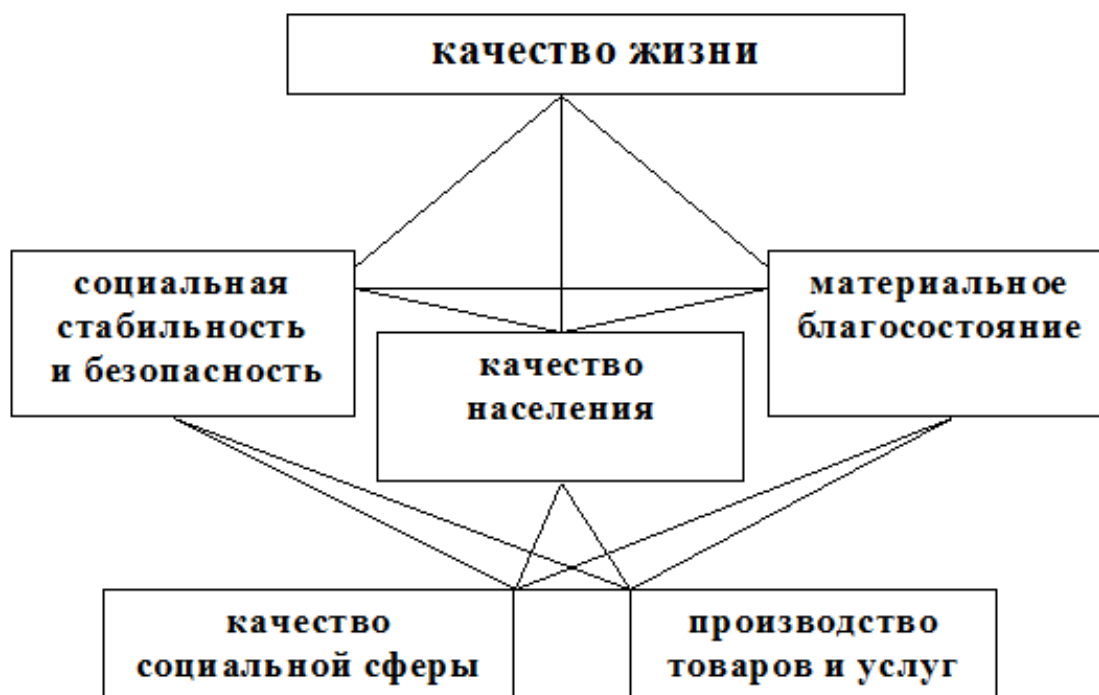 качество жизни
социальная
стабильность
и безопасность
качество
населения
материальное
благосостояние
качество
социальной сферы
производство
товаров и услуг